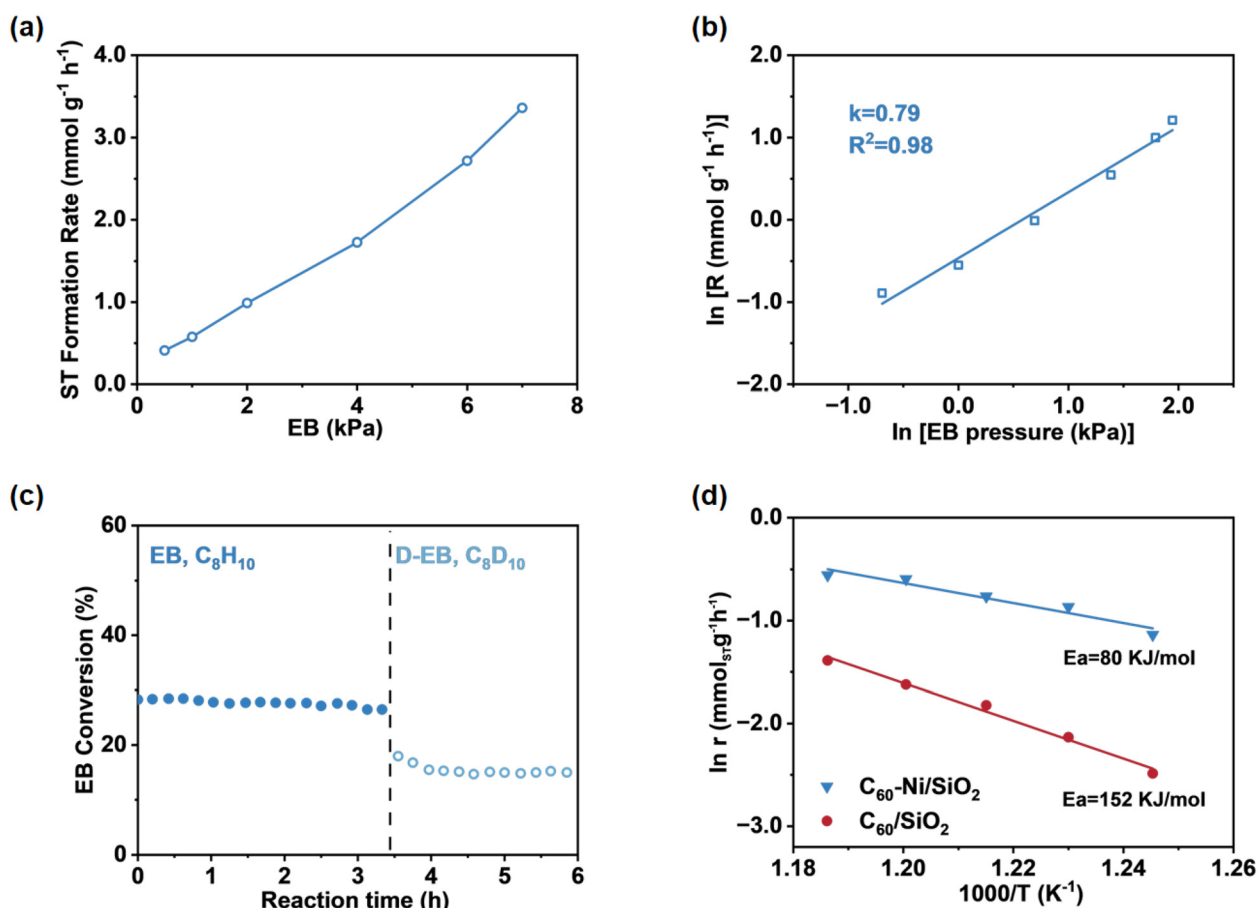 (a)
4.0
3.0
2.0
1.0
0.0
0
2
4
6
8
EB (kPa)
ST Formation Rate (mmol g⁻¹ h⁻¹)
(b)
k=0.79
R²=0.98
2.0
1.0
0.0
−1.0
−2.0
−1.0
0.0
1.0
2.0
ln [EB pressure (kPa)]
ln [R (mmol g⁻¹ h⁻¹)]
(c)
EB, C₈H₁₀
D-EB, C₈D₁₀
60
40
20
0
0
1
2
3
4
5
6
Reaction time (h)
EB Conversion (%)
(d)
0.0
−1.0
−2.0
−3.0
Ea=80 KJ/mol
Ea=152 KJ/mol
C₆₀-Ni/SiO₂
C₆₀/SiO₂
1.18
1.20
1.22
1.24
1.26
1000/T (K⁻¹)
ln r (mmol_STg⁻¹h⁻¹)